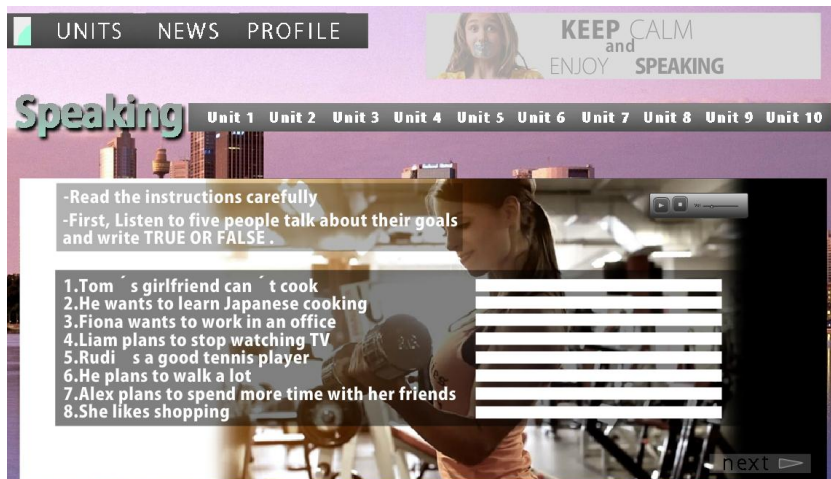 UNITS NEWS PROFILE
KEEP CALM
and
ENJOY SPEAKING
Speaking
Unit 1 Unit 2 Unit 3 Unit 4 Unit 5 Unit 6 Unit 7 Unit 8 Unit 9 Unit 10
-Read the instructions carefully
-First, Listen to five people talk about their goals
and write TRUE OR FALSE .
1.Tom ´ s girlfriend can ´ t cook
2.He wants to learn Japanese cooking
3.Fiona wants to work in an office
4.Liam plans to stop watching TV
5.Rudi ´ s a good tennis player
6.He plans to walk a lot
7.Alex plans to spend more time with her friends
8.She likes shopping
next